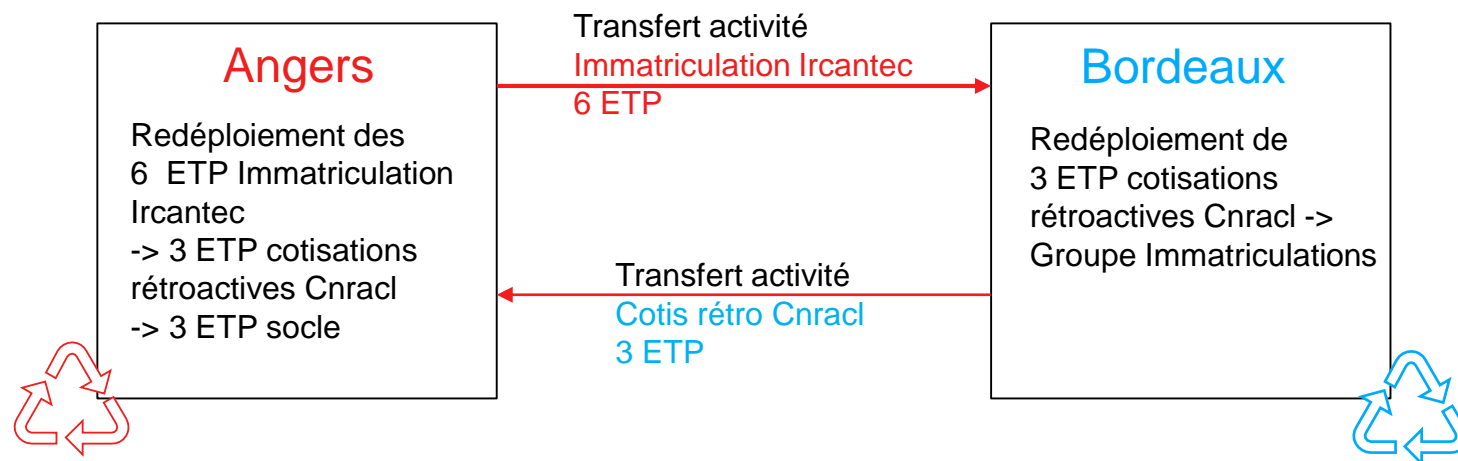 Angers
Redéploiement des
6 ETP Immatriculation
Ircantec
-> 3 ETP cotisations
rétroactives Cnracl
-> 3 ETP socle
Transfert activité
Immatriculation Ircantec
6 ETP
Transfert activité
Cotis rétro Cnracl
3 ETP
Bordeaux
Redéploiement de
3 ETP cotisations
rétroactives Cnracl ->
Groupe Immatriculations